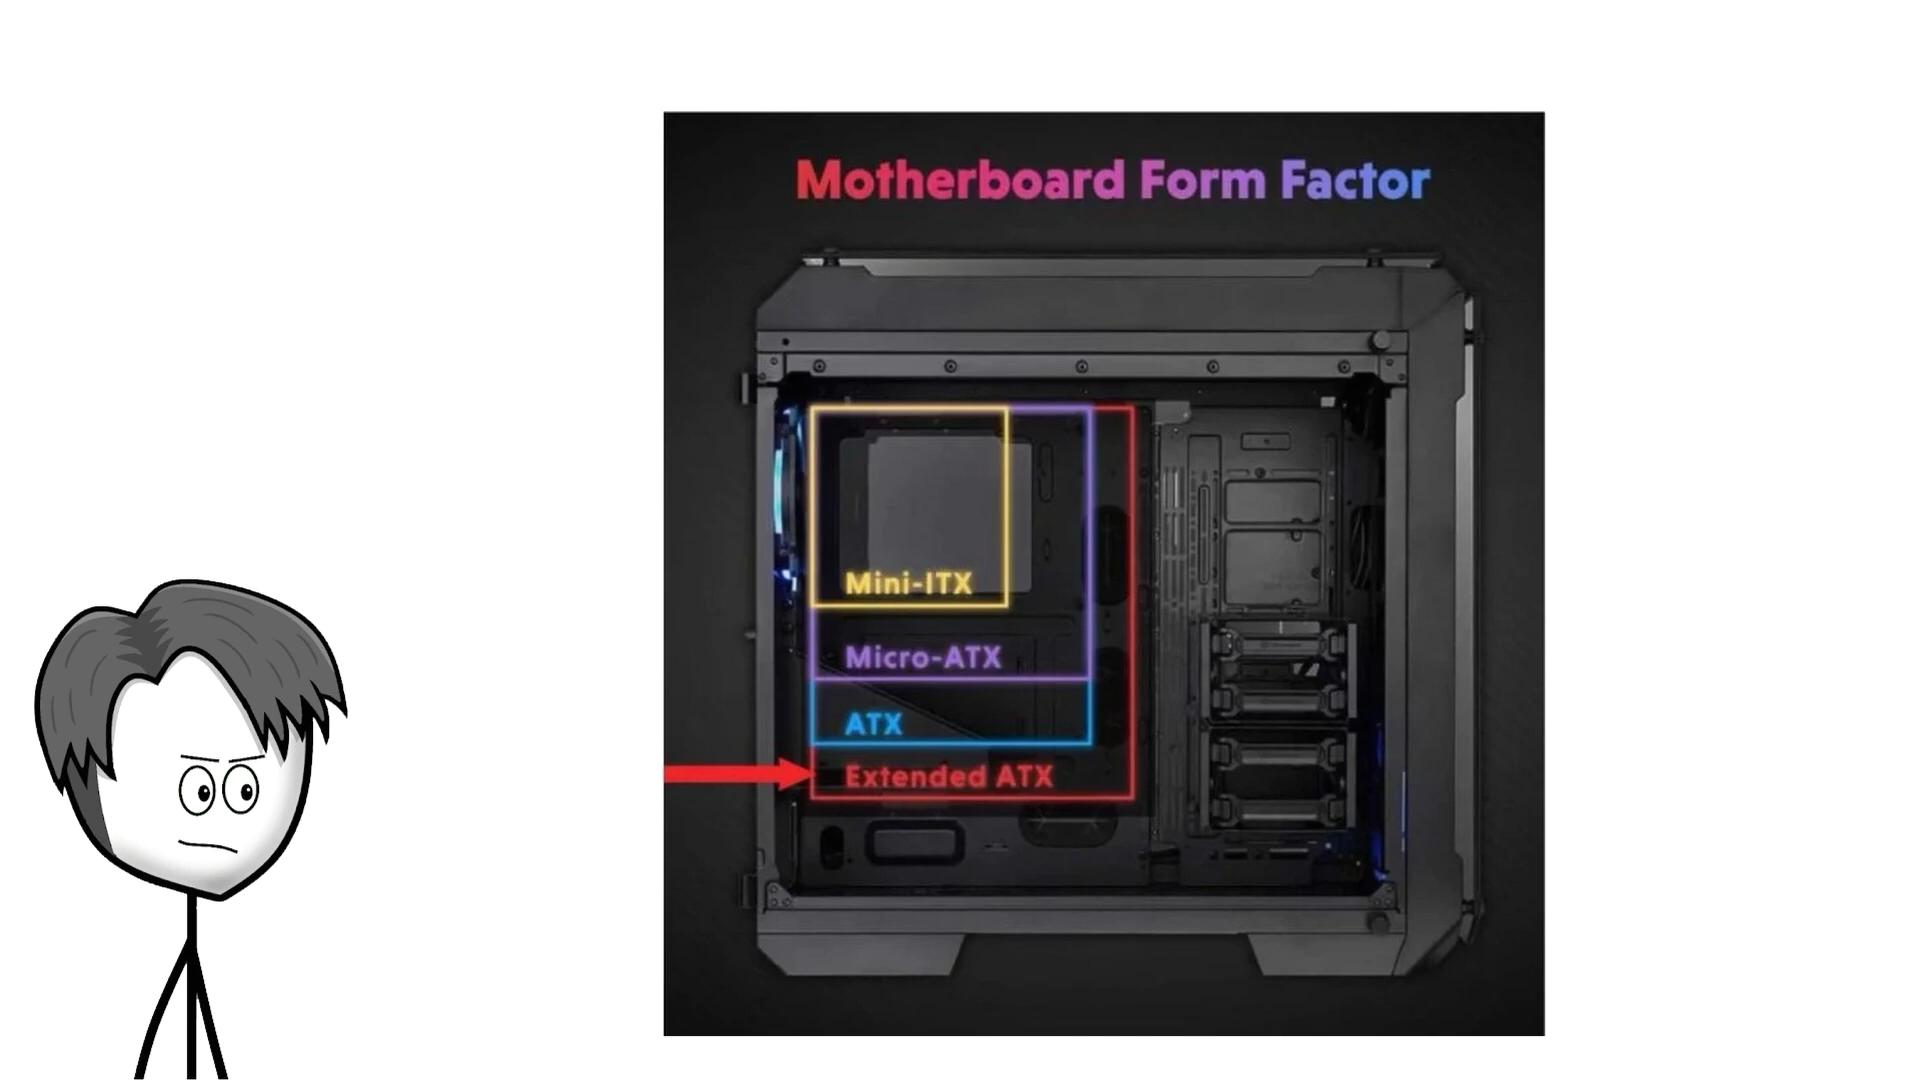 Motherboard Form Factor
Mini-ITX
Micro-ATX
ATX
Extended ATX